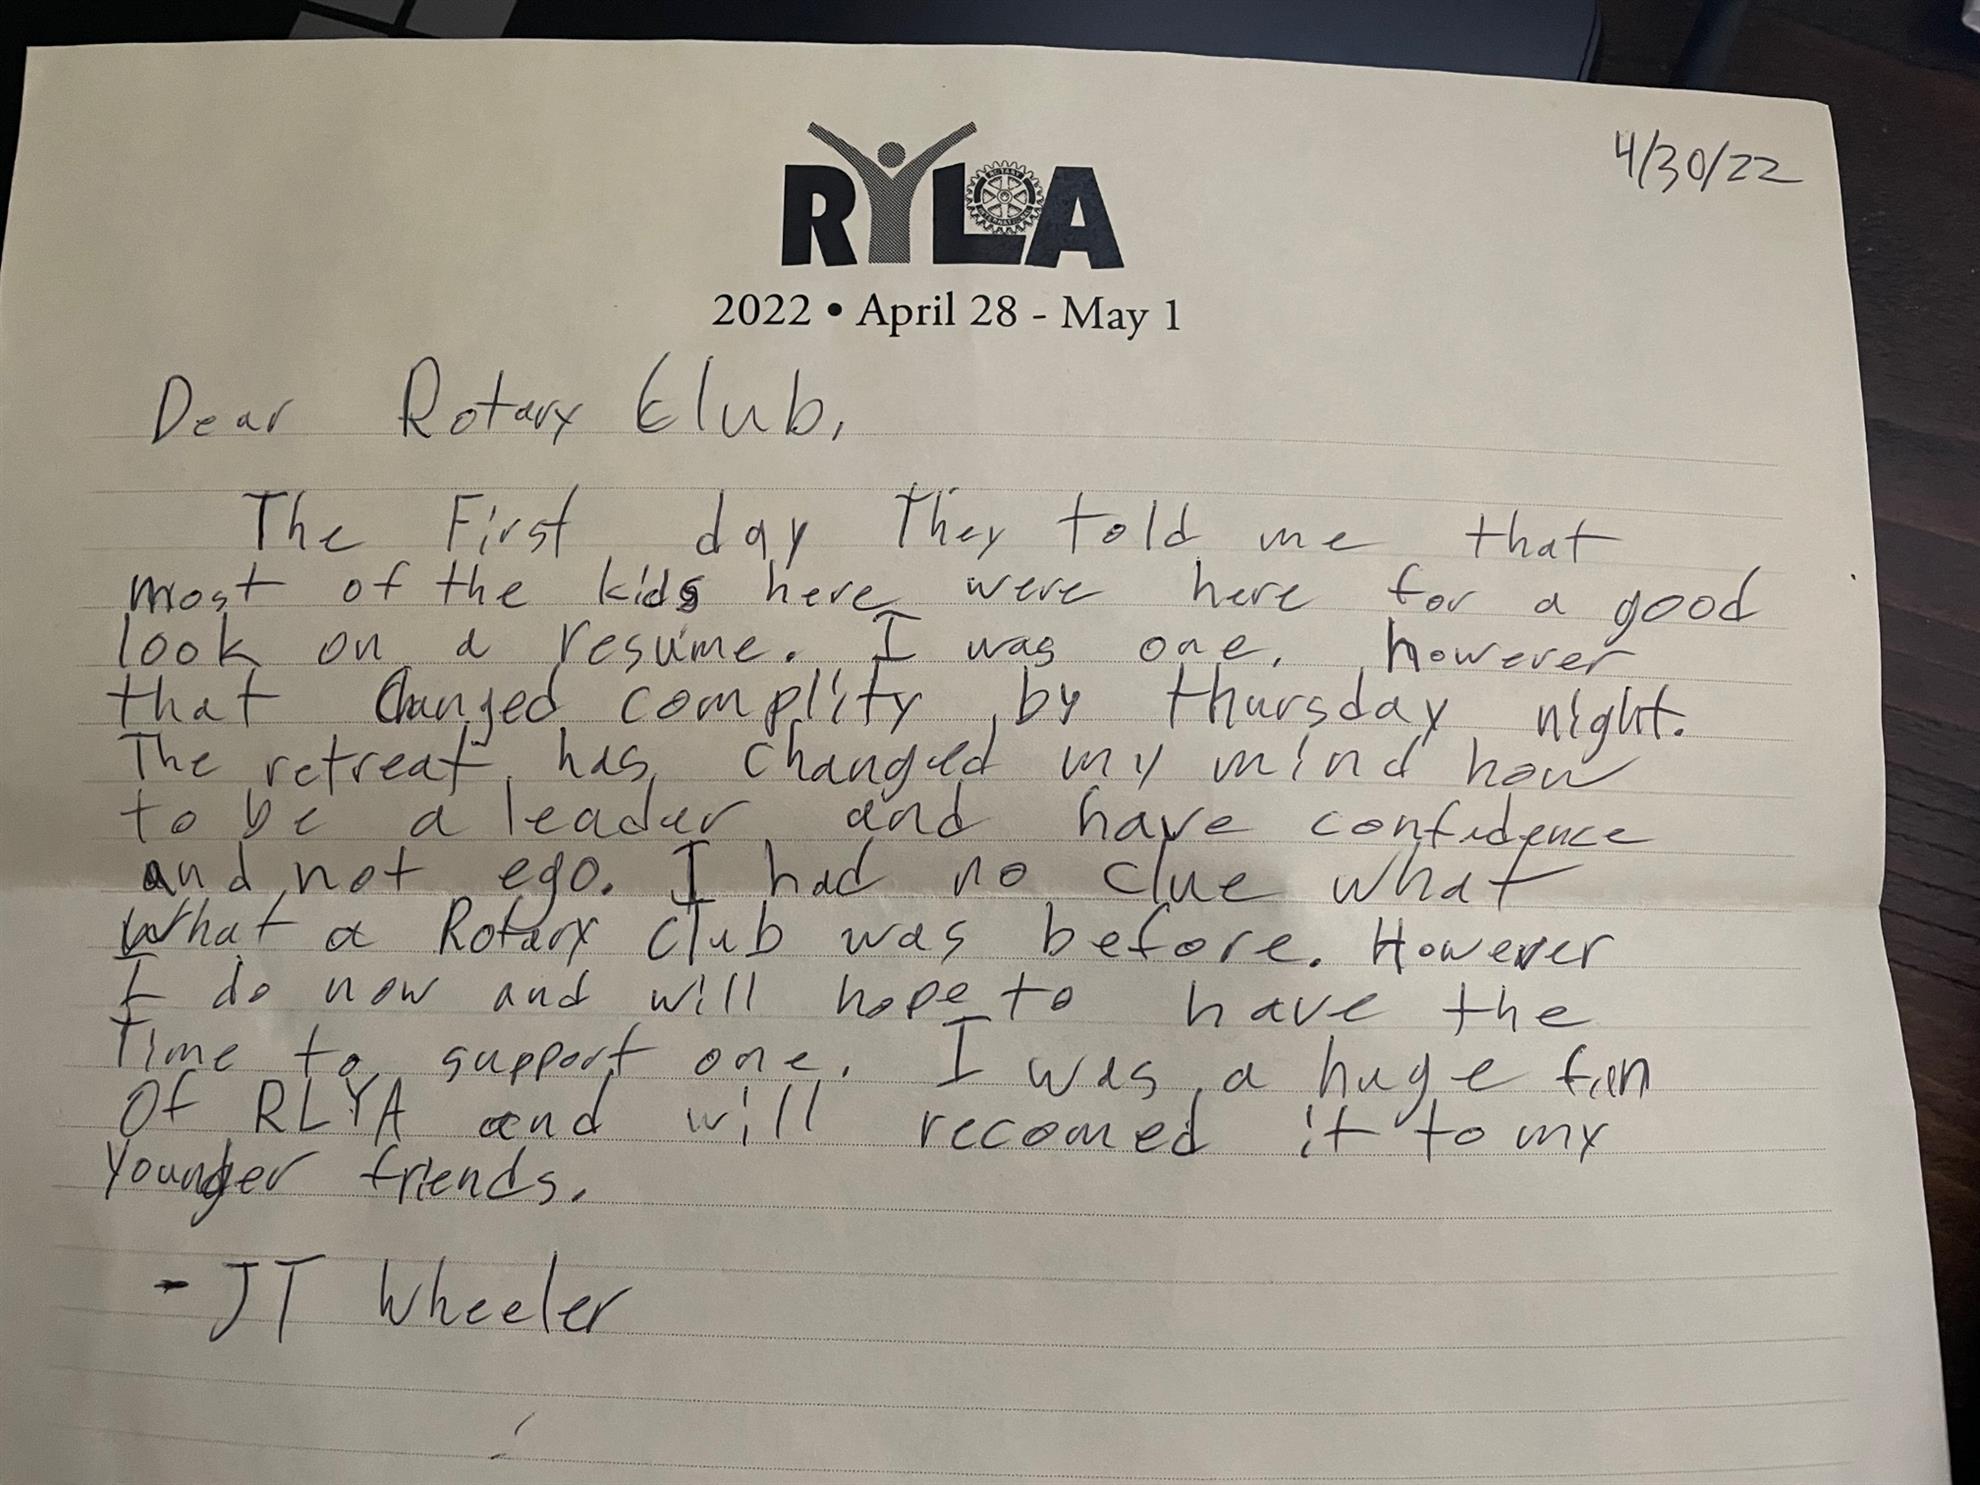 4/30/22
RYLA
2022 • April 28 - May 1
Dear Rotary Club,
The First day They told me that
most of the kids here were here for a good
look on a resume. I was one, however
that changed complity by thursday night.
The retreat has changed my mind how
to be a leader and have confidence
and not ego. I had no clue what
what a Rotary club was before. However
I do now and will hope to have the
Time to support one. I was a huge fan
Of RLYA and will recomed it to my
younger friends.
- JT Wheeler